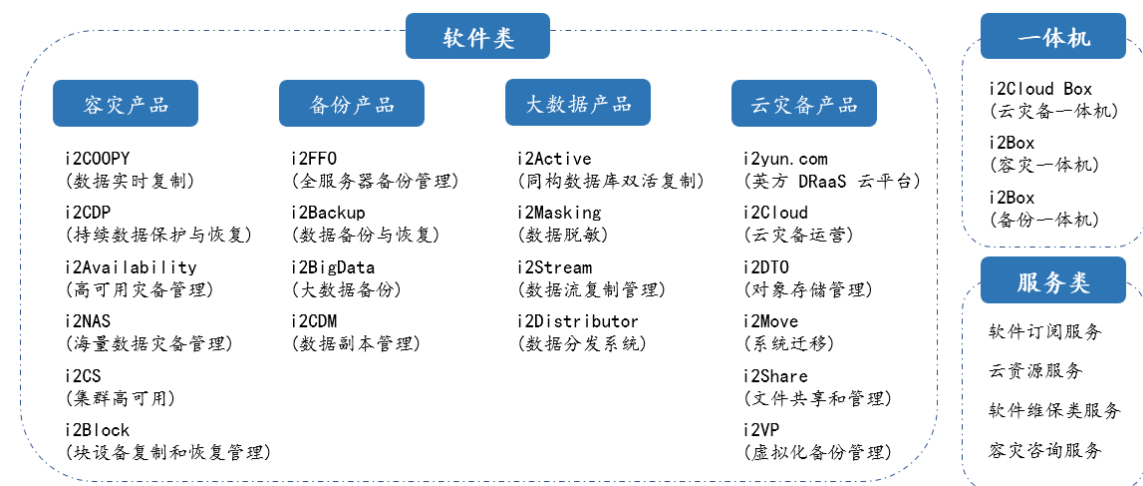 软件类
容灾产品
i2COOPY
(数据实时复制)
i2CDP
(持续数据保护与恢复)
i2Availability
(高可用灾备管理)
i2NAS
(海量数据灾备管理)
i2CS
(集群高可用)
i2Block
(块设备复制和恢复管理)
备份产品
i2FFO
(全服务器备份管理)
i2Backup
(数据备份与恢复)
i2BigData
(大数据备份)
i2CDM
(数据副本管理)
大数据产品
i2Active
(同构数据库双活复制)
i2Masking
(数据脱敏)
i2Stream
(数据流复制管理)
i2Distributor
(数据分发系统)
云灾备产品
i2yun.com
(英方 DRaaS 云平台)
i2Cloud
(云灾备运营)
i2DTO
(对象存储管理)
i2Move
(系统迁移)
i2Share
(文件共享和管理)
i2VP
(虚拟化备份管理)
一体机
i2Cloud Box
(云灾备一体机)
i2Box
(容灾一体机)
i2Box
(备份一体机)
服务类
软件订阅服务
云资源服务
软件维保类服务
容灾咨询服务